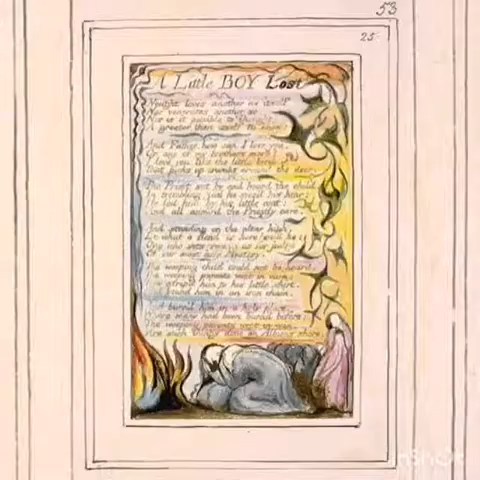 53
25
A Little BOY Lost
Nought loves another as itself
Nor venerates another so.
Nor is it possible to Thought
A greater than itself to know:
And Father, how can I love you,
Or any of my brothers more?
I love you like the little bird
That picks up crumbs around the door.
The Priest sat by and heard the child.
In trembling zeal he siez'd his hair:
He led him by his little coat:
And all admir'd the Priestly care.
And standing on the altar high,
Lo what a fiend is here! said he:
One who sets reason up for judge
Of our most holy Mystery.
The weeping child could not be heard.
The weeping parents wept in vain:
They strip'd him to his little shirt.
And bound him in an iron chain.
And burn'd him in a holy place,
Where many had been burn'd before:
The weeping parents wept in vain.
Are such things done on Albions shore.